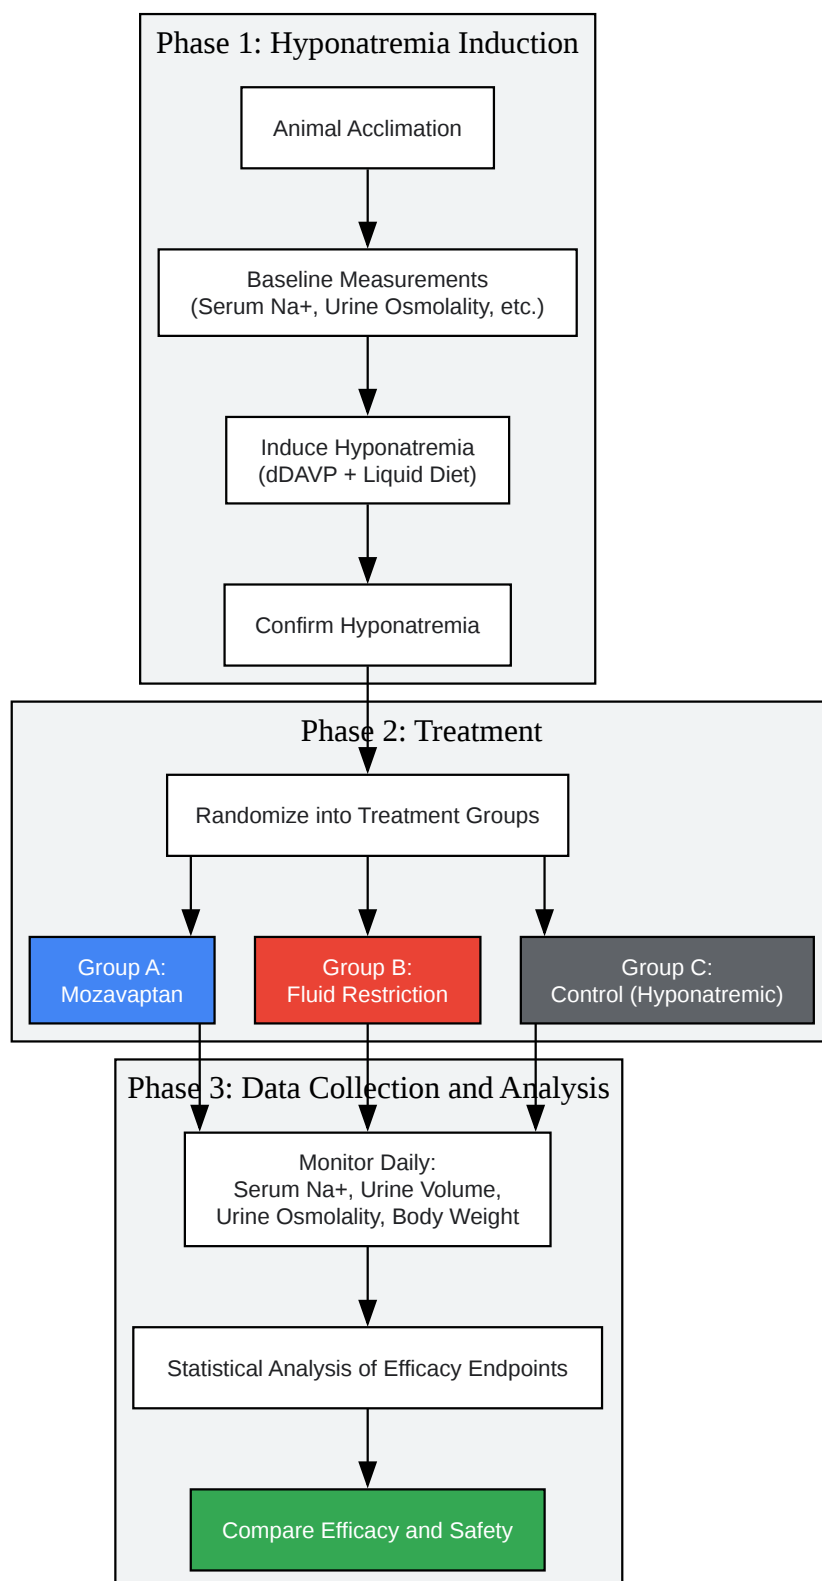 Phase 1: Hyponatremia Induction
Animal Acclimation
Baseline Measurements
(Serum Na+, Urine Osmolality, etc.)
Induce Hyponatremia
(dDAVP + Liquid Diet)
Confirm Hyponatremia
Phase 2: Treatment
Randomize into Treatment Groups
Group A:
Mozavaptan
Group B:
Fluid Restriction
Group C:
Control (Hyponatremic)
Phase 3: Data Collection and Analysis
Monitor Daily:
Serum Na+, Urine Volume,
Urine Osmolality, Body Weight
Statistical Analysis of Efficacy Endpoints
Compare Efficacy and Safety